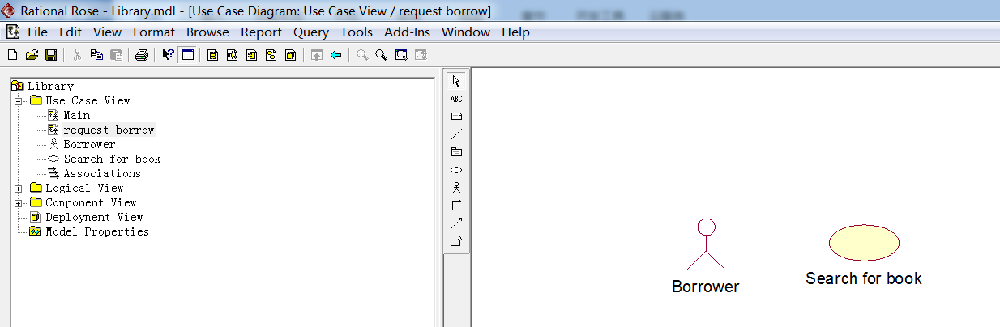 Rational Rose - Library.mdl - [Use Case Diagram: Use Case View / request borrow]
File Edit View Format Browse Report Query Tools Add-Ins Window Help
Library
Use Case View
Main
request borrow
Borrower
Search for book
Associations
Logical View
Component View
Deployment View
Model Properties
ABC
Borrower
Search for book